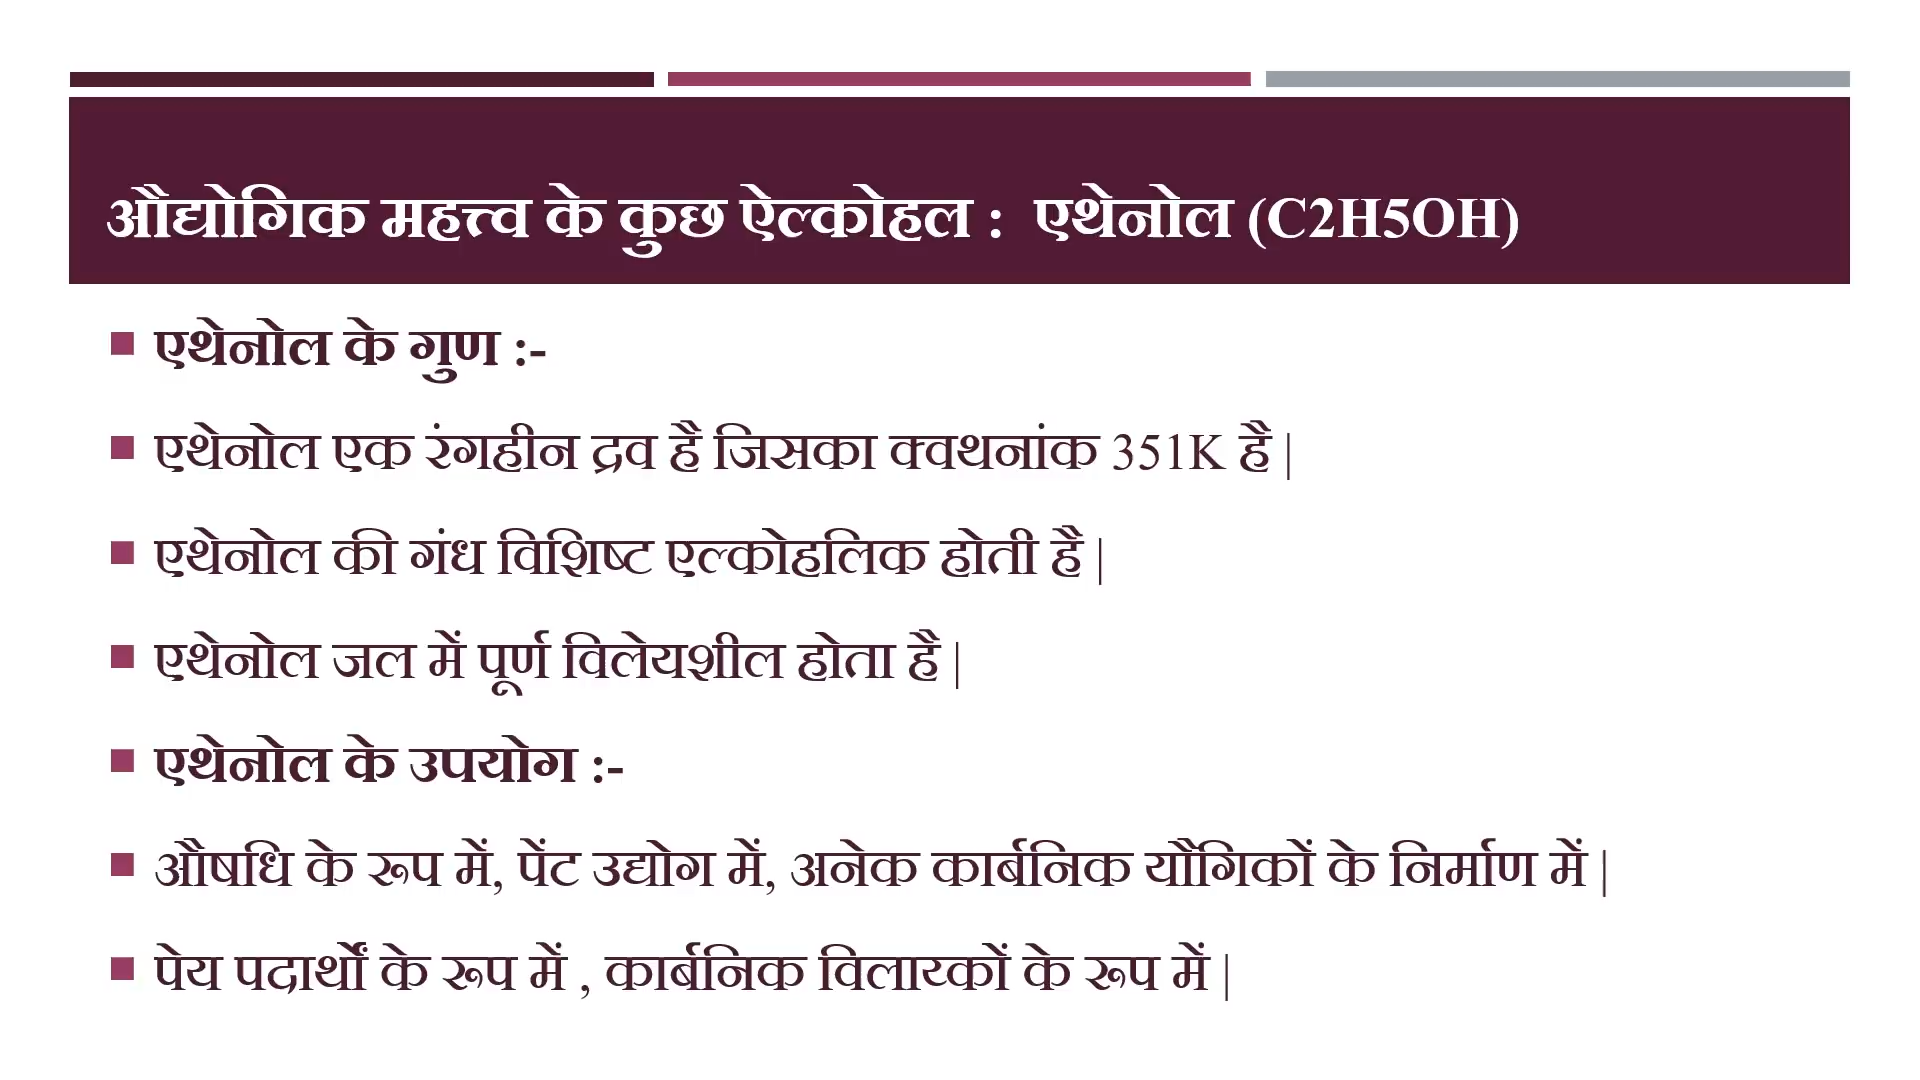 औद्योगिक महत्त्व के कुछ ऐल्कोहल : एथेनोल (C2H5OH)
एथेनोल के गुण :-
एथेनोल एक रंगहीन द्रव है जिसका क्वथनांक 351K है |
एथेनोल की गंध विशिष्ट एल्कोहलिक होती है |
एथेनोल जल में पूर्ण विलेयशील होता है |
एथेनोल के उपयोग :-
औषधि के रूप में, पेंट उद्योग में, अनेक कार्बनिक यौगिकों के निर्माण में |
पेय पदार्थों के रूप में , कार्बनिक विलाय्कों के रूप में |